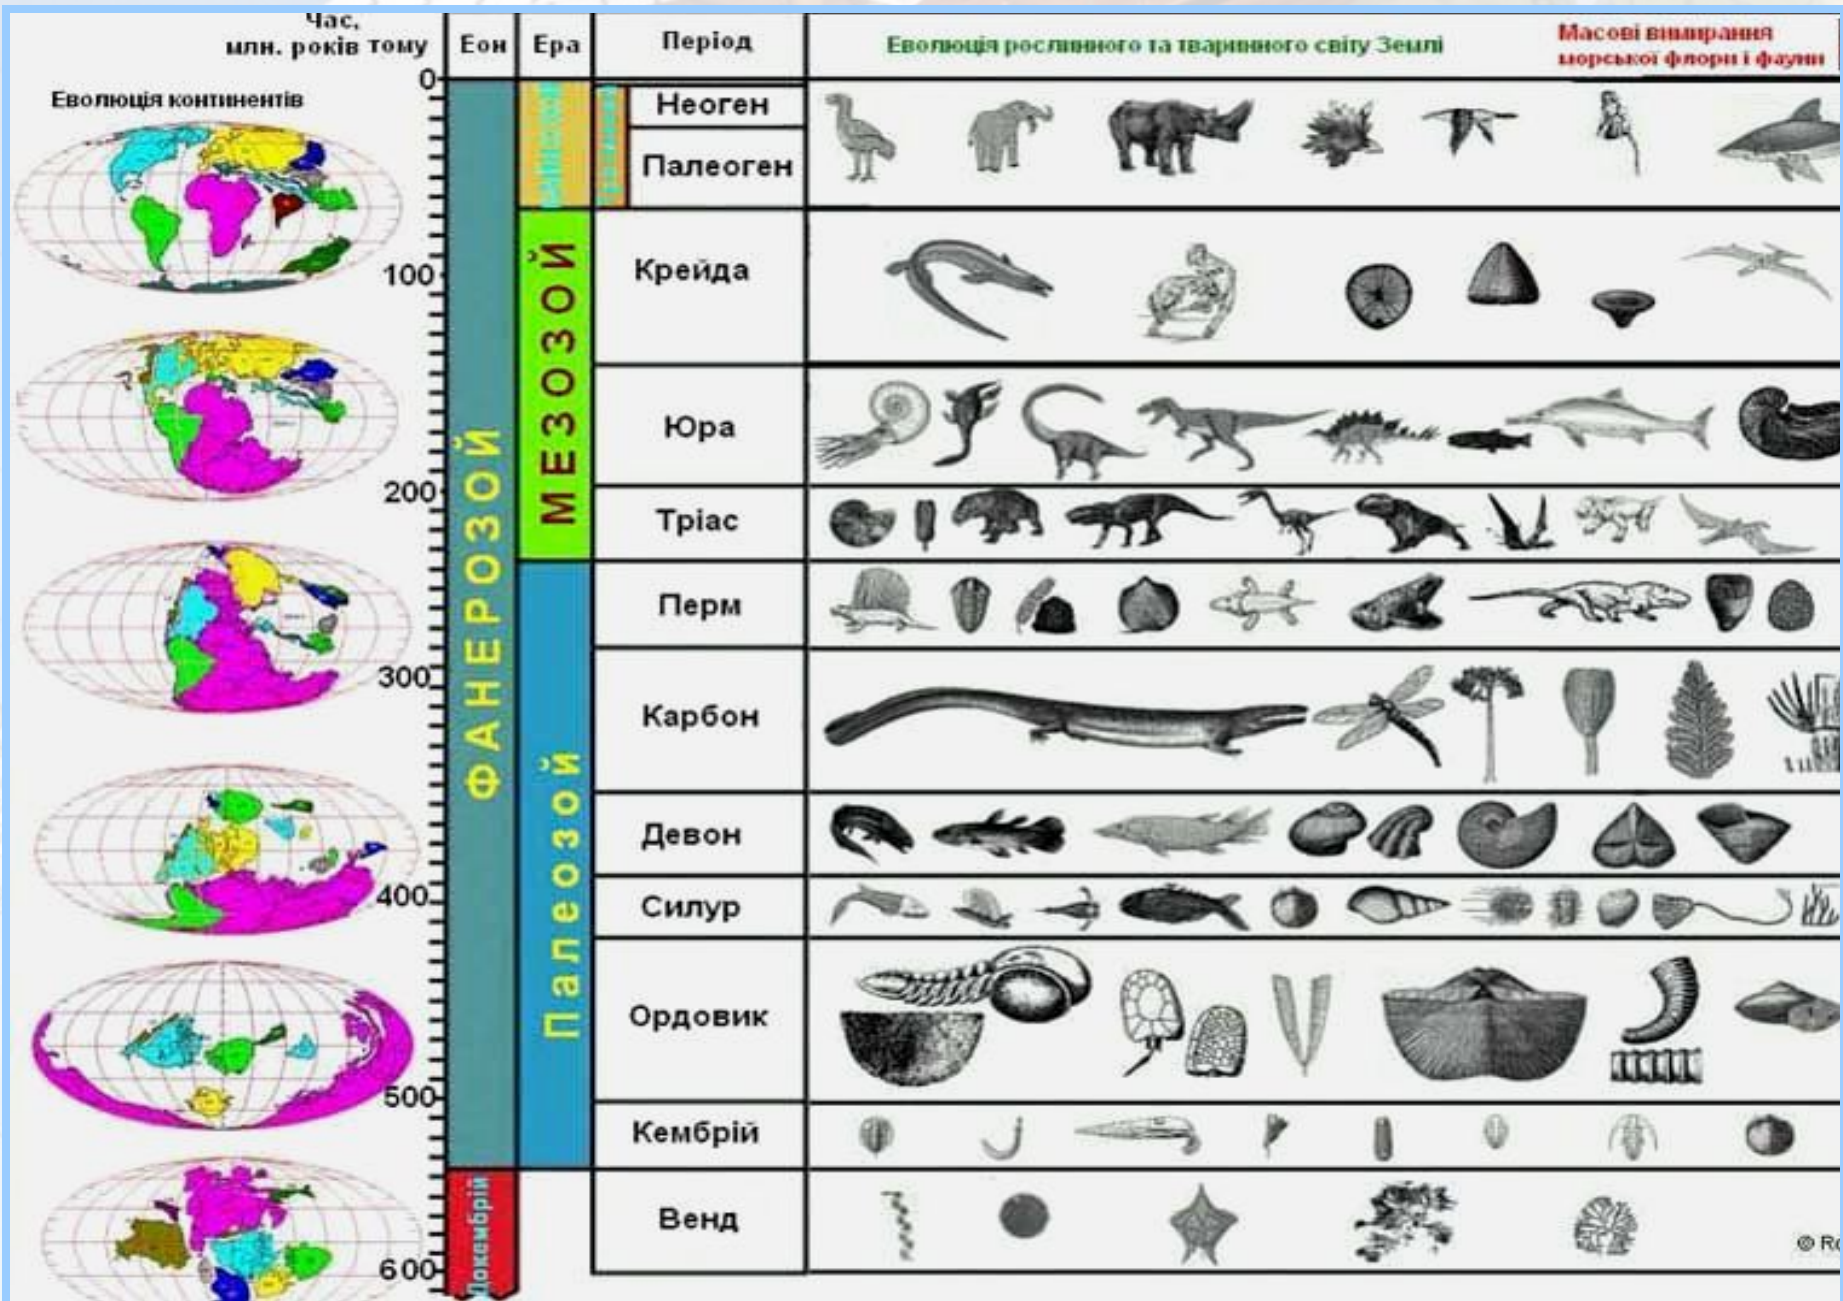 Час,
млн. років тому
Еон
Ера
Період
Еволюція рослинного та тваринного світу Землі
Масові вимирання
морської флори і фауни
0
Еволюція континентів
Неоген
Палеоген
100
Крейда
МЕЗОЗОЙ
Юра
200
Тріас
ФАНЕРОЗОЙ
Перм
300
Карбон
Палеозой
Девон
400
Силур
Ордовик
500
Кембрій
Докембрій
Венд
600
©